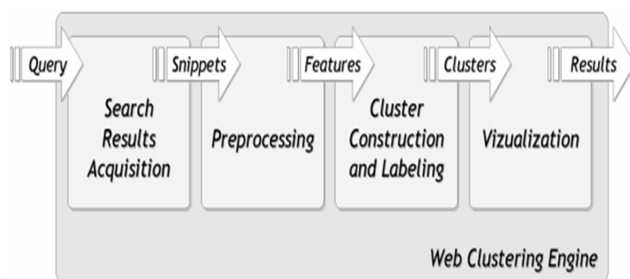 Query
Snippets
Features
Clusters
Results
Search
Results
Acquisition
Preprocessing
Cluster
Construction
and Labeling
Vizualization
Web Clustering Engine